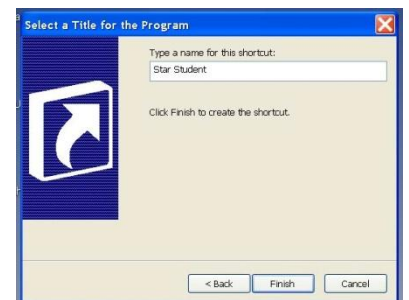 Select a Title for the Program
Type a name for this shortcut:
Star Student
Click Finish to create the shortcut.
< Back
Finish
Cancel